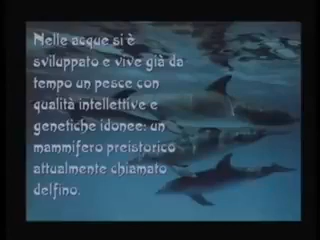 Nelle acque si è
sviluppato e vive già da
tempo un pesce con
qualità intellettive e
genetiche idonee: un
mammifero preistorico
attualmente chiamato
delfino.